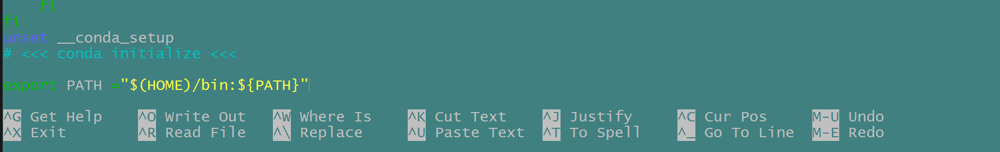 fi
fi
unset __conda_setup
# <<< conda initialize <<<
export PATH ="$(HOME)/bin:${PATH}"
^G Get Help ^O Write Out ^W Where Is ^K Cut Text ^J Justify ^C Cur Pos M-U Undo
^X Exit ^R Read File ^\ Replace ^U Paste Text ^T To Spell ^_ Go To Line M-E Redo